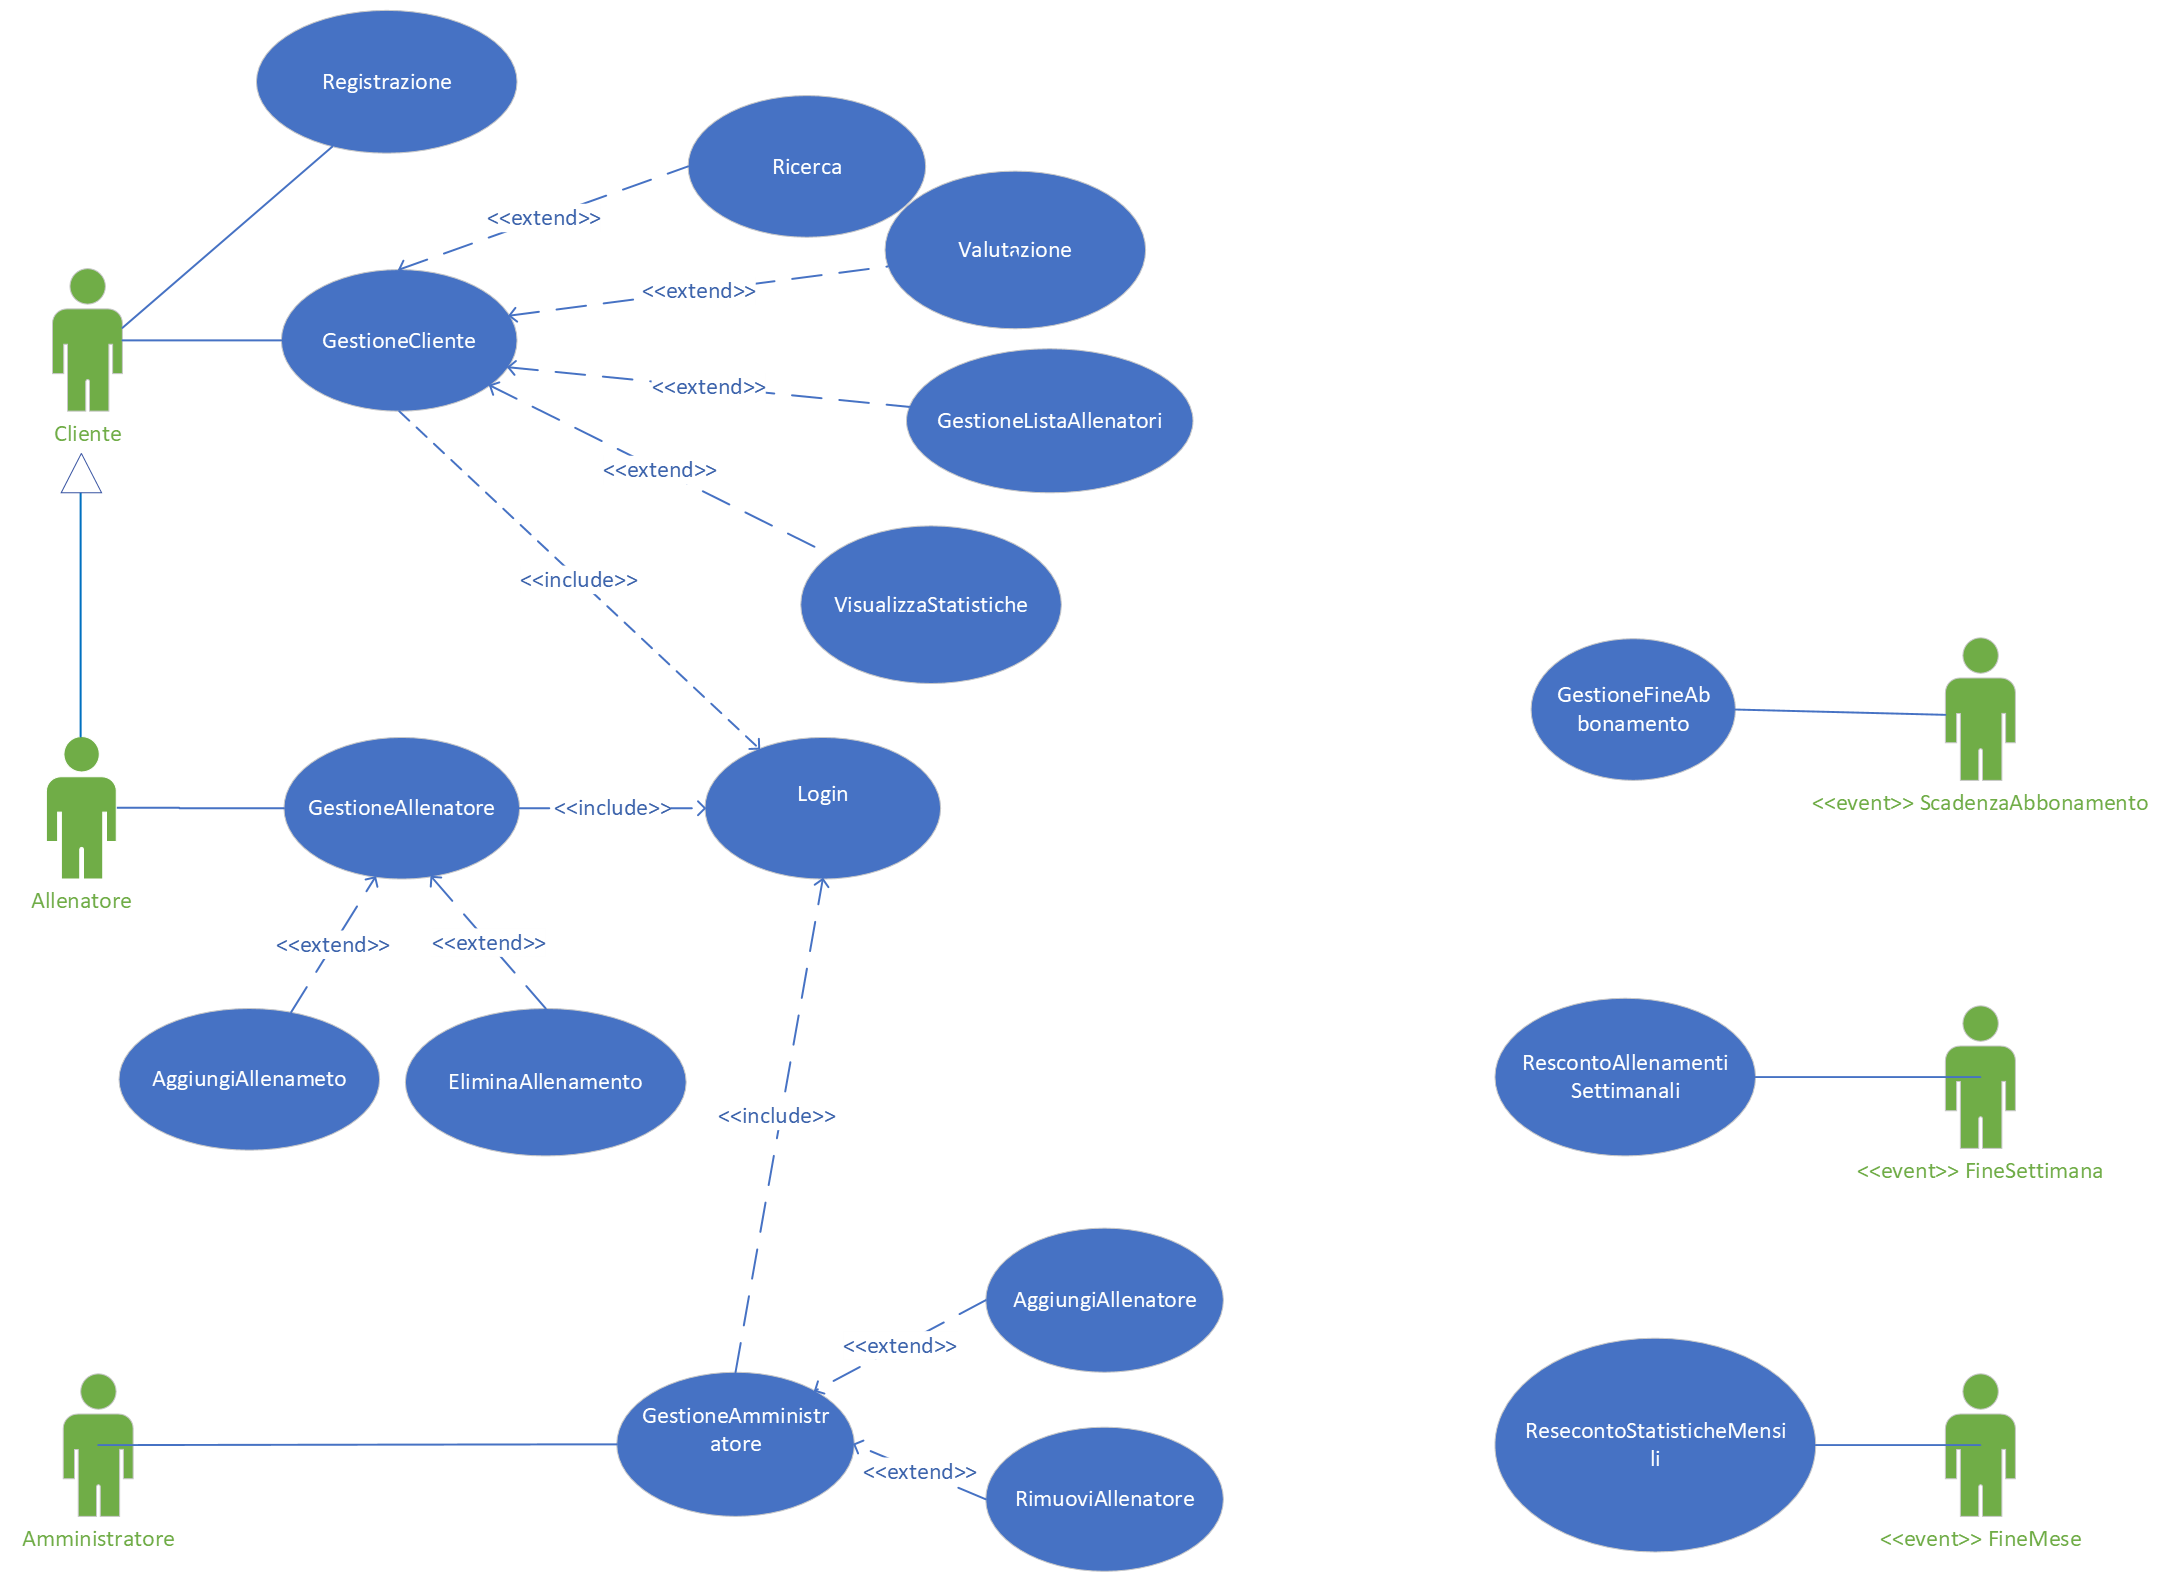 Registrazione
Ricerca
<<extend>>
Valutazione
<<extend>>
GestioneCliente
<<extend>>
GestioneListaAllenatori
Cliente
<<extend>>
<<include>>
VisualizzaStatistiche
GestioneFineAb
bonamento
<<event>> ScadenzaAbbonamento
GestioneAllenatore
<<include>>
Login
Allenatore
<<extend>>
<<extend>>
AggiungiAllenameto
EliminaAllenamento
<<include>>
RescontoAllenamenti
Settimanali
<<event>> FineSettimana
AggiungiAllenatore
<<extend>>
GestioneAmministr
atore
<<extend>>
RimuoviAllenatore
Amministratore
ResecontoStatisticheMensi
li
<<event>> FineMese